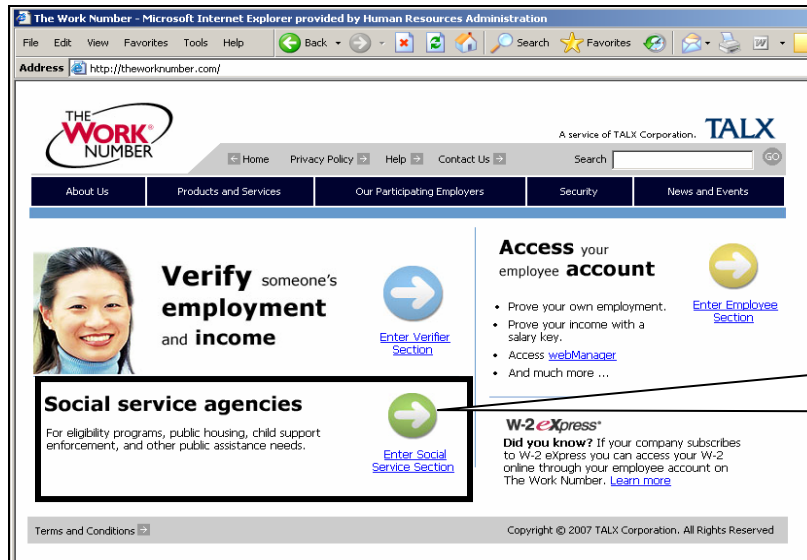 The Work Number - Microsoft Internet Explorer provided by Human Resources Administration
File Edit View Favorites Tools Help Back Search Favorites
Address http://theworknumber.com/
THE WORK NUMBER®
A service of TALX Corporation. TALX
Home Privacy Policy Help Contact Us Search GO
About Us Products and Services Our Participating Employers Security News and Events
Verify someone's
employment
and income
Enter Verifier
Section
Access your
employee account
• Prove your own employment.
• Prove your income with a
salary key.
• Access webManager
• And much more ...
Enter Employee
Section
Social service agencies
For eligibility programs, public housing, child support
enforcement, and other public assistance needs.
Enter Social
Service Section
W-2 eXpress
Did you know? If your company subscribes
to W-2 eXpress you can access your W-2
online through your employee account on
The Work Number. Learn more
Terms and Conditions
Copyright © 2007 TALX Corporation. All Rights Reserved